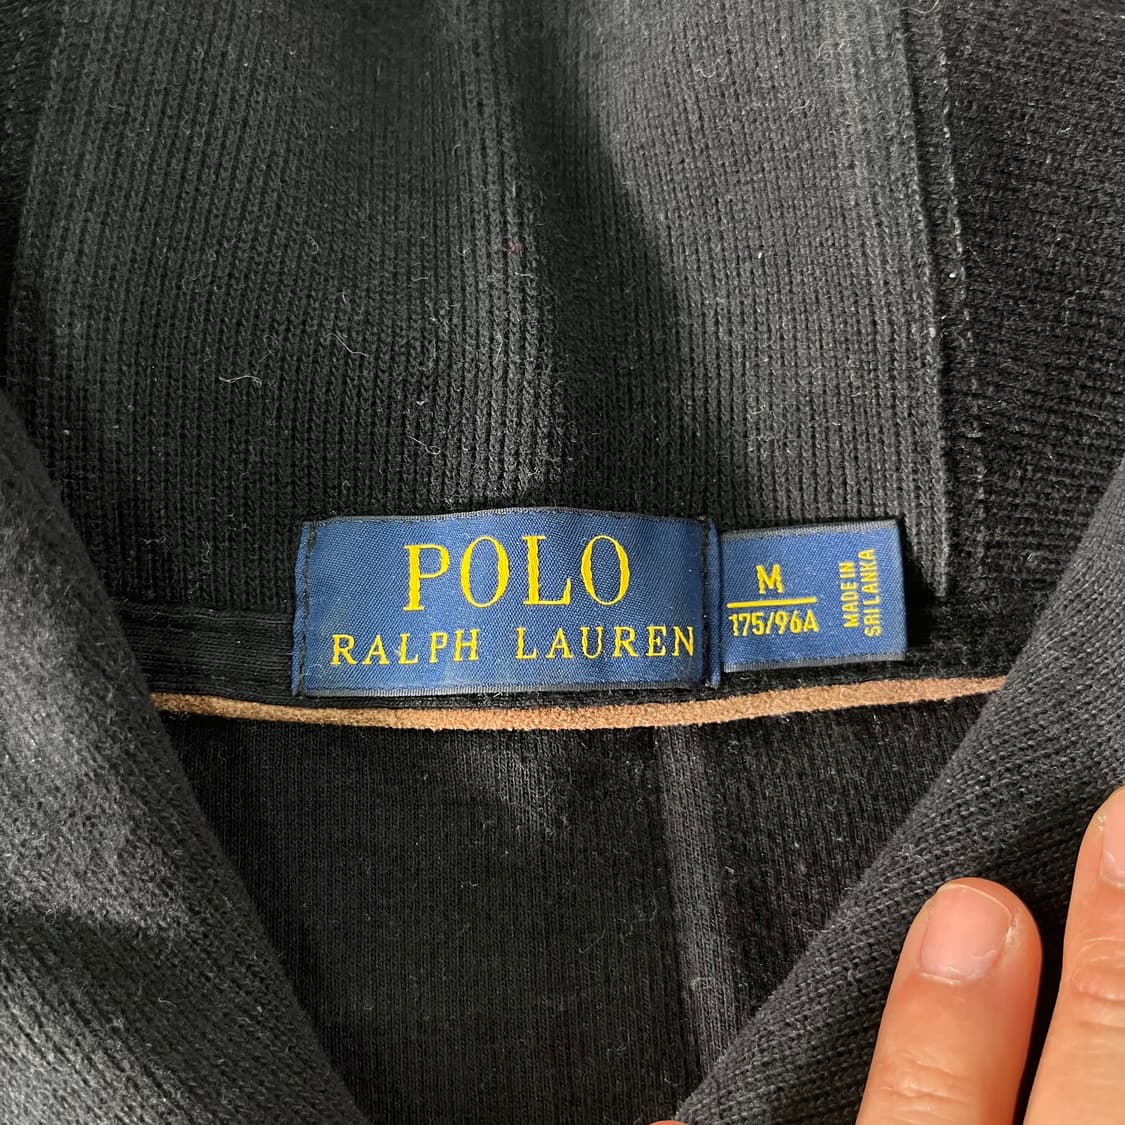 POLO
RALPH LAUREN
M
175/96A
MADE IN
SRI LANKA